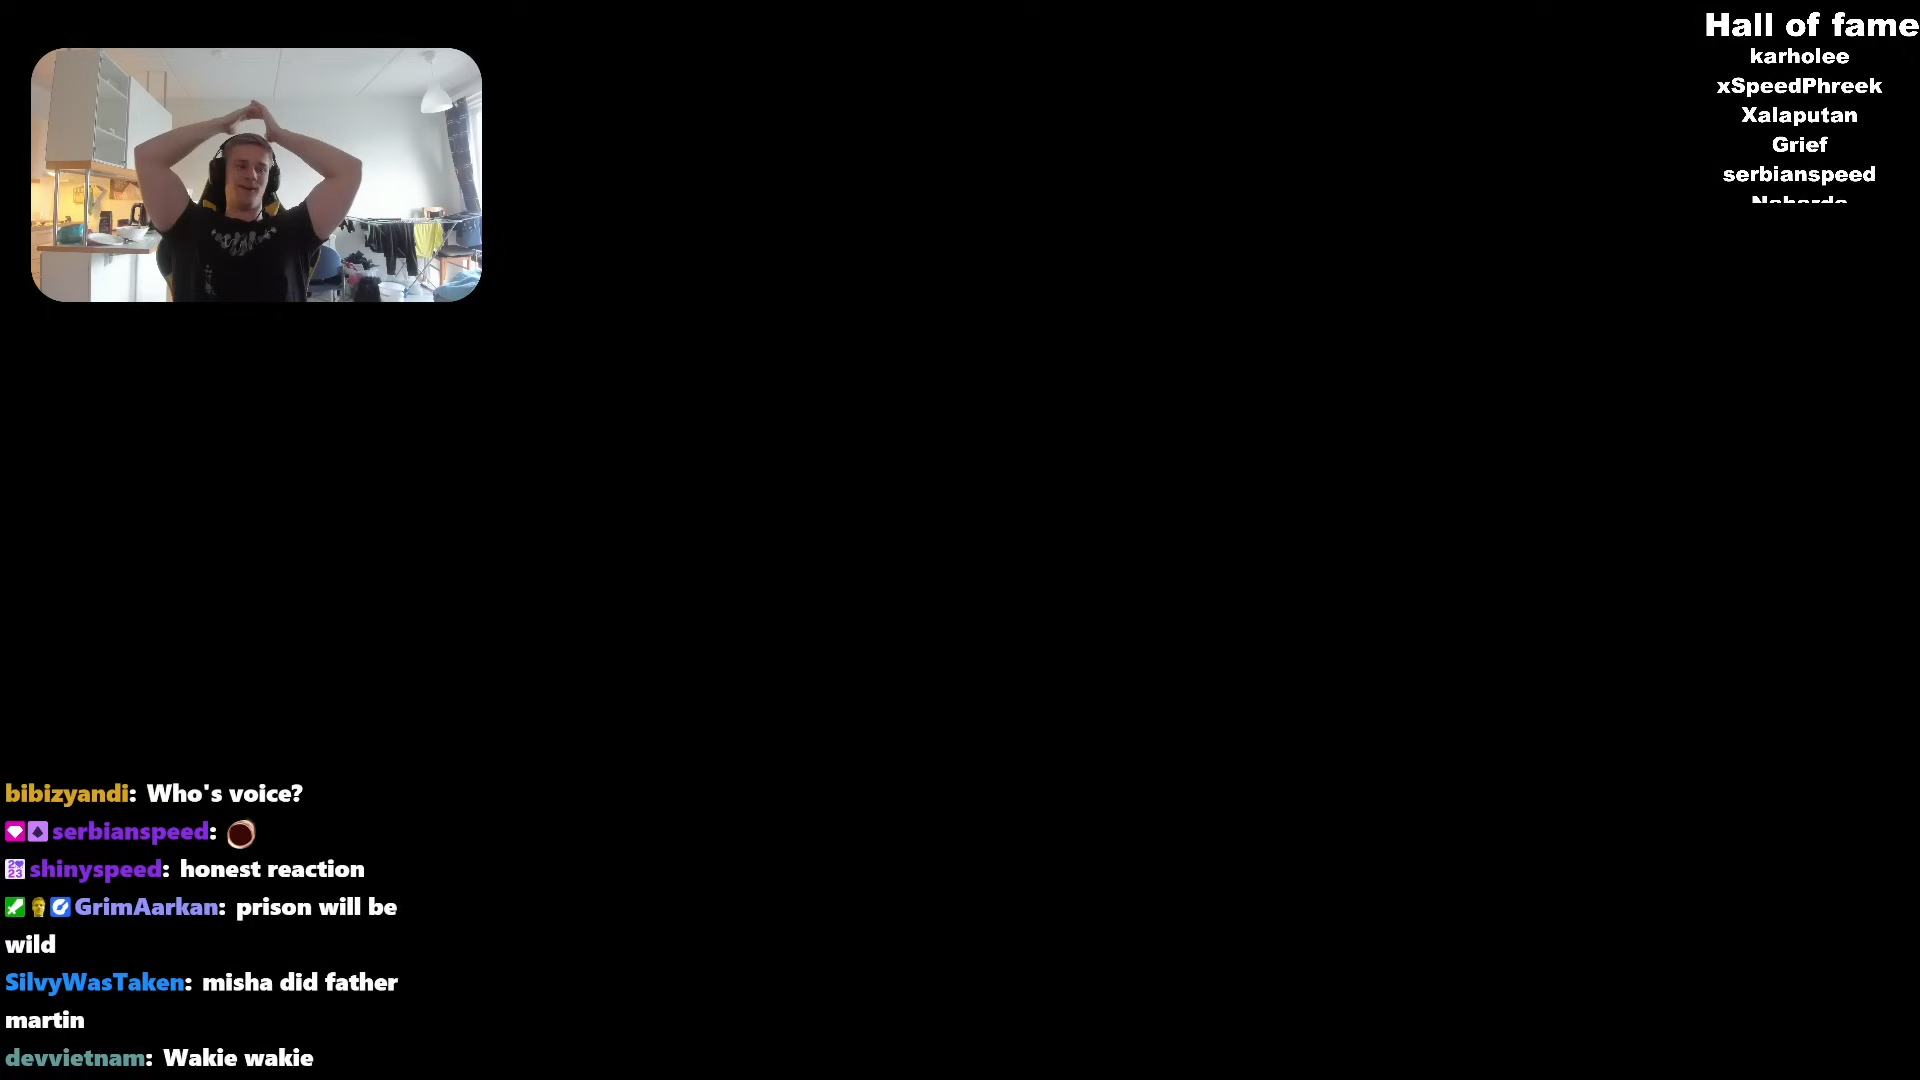 Hall of fame
karholee
xSpeedPhreek
Xalaputan
Grief
serbianspeed
bibizyandi: Who's voice?
serbianspeed:
shinyspeed: honest reaction
GrimAarkan: prison will be
wild
SilvyWasTaken: misha did father
martin
devvietnam: Wakie wakie